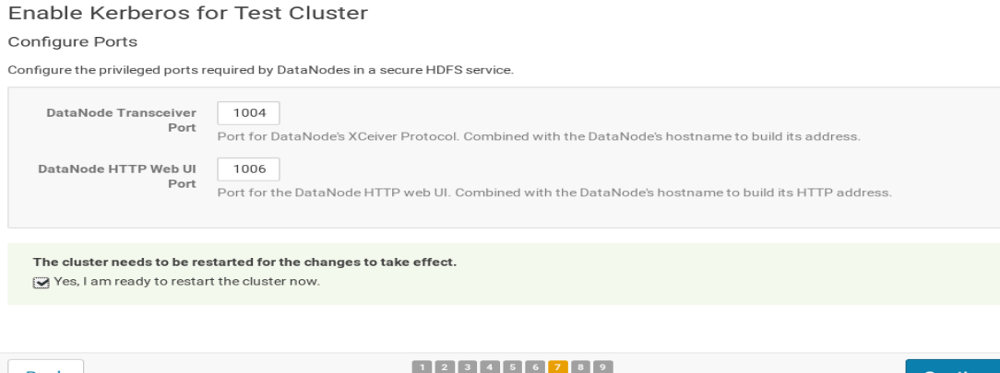 Enable Kerberos for Test Cluster
Configure Ports
Configure the privileged ports required by DataNodes in a secure HDFS service.
DataNode Transceiver Port
1004
Port for DataNode's XCeiver Protocol. Combined with the DataNode's hostname to build its address.
DataNode HTTP Web UI Port
1006
Port for the DataNode HTTP web UI. Combined with the DataNode's hostname to build its HTTP address.
The cluster needs to be restarted for the changes to take effect.
Yes, I am ready to restart the cluster now.
1 2 3 4 5 6 7 8 9